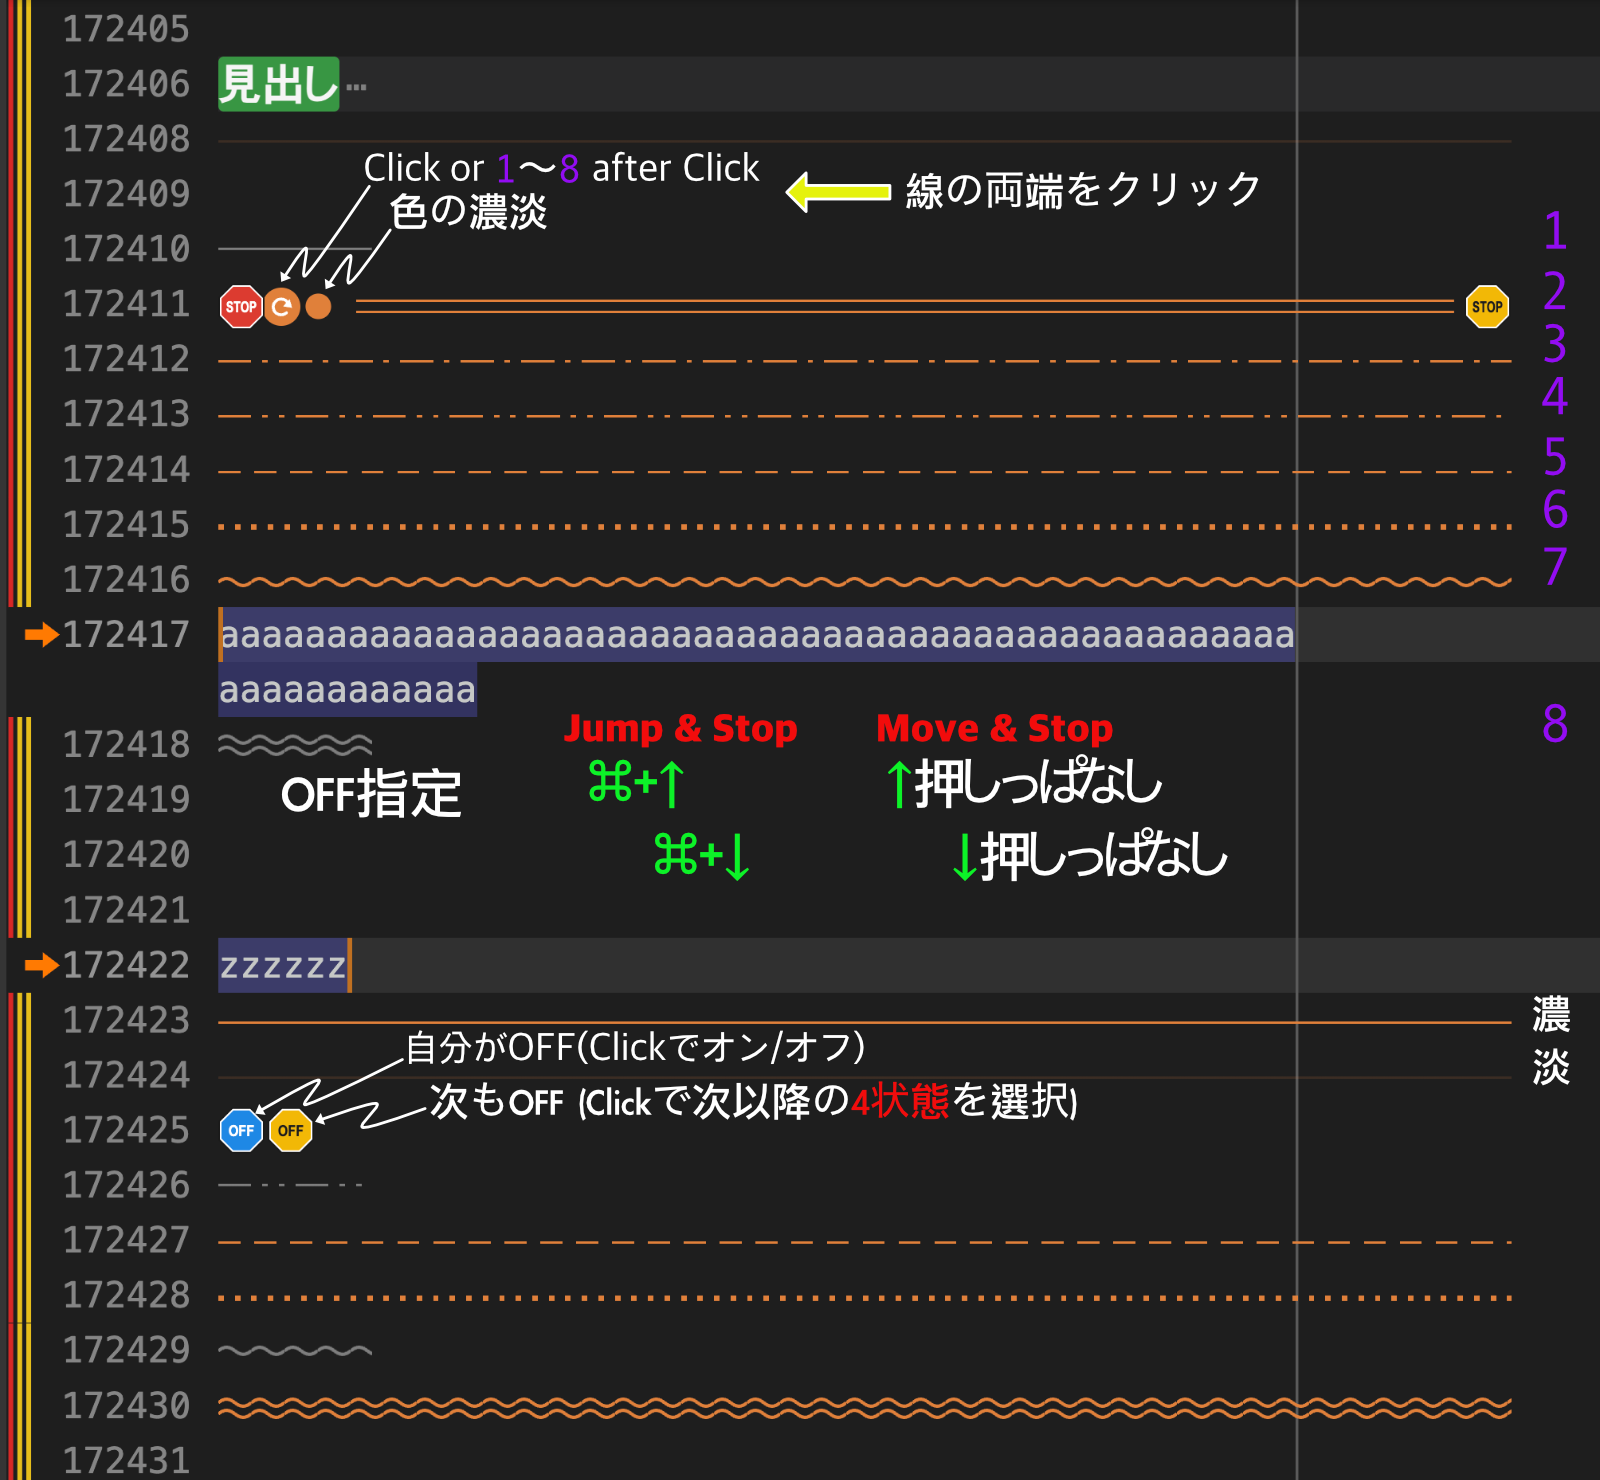 172405
172406 見出し…
172408
Click or 1～8 after Click
172409 線の両端をクリック
色の濃淡
1
172410
2
172411 STOP STOP
3
172412
4
172413
5
172414
6
172415
7
172416
172417 aaaaaaaaaaaaaaaaaaaaaaaaaaaaaaaaaaaaaaaaaaaaaaaaaa
aaaaaaaaaaaa
Jump & Stop Move & Stop 8
172418
⌘+↑ ↑押しっぱなし
172419 OFF指定
172420 ⌘+↓ ↓押しっぱなし
172421
172422 zzzzzz
172423 濃
自分がOFF(Clickでオン/オフ)
172424 淡
次もOFF (Clickで次以降の4状態を選択)
172425 OFF OFF
172426
172427
172428
172429
172430
172431